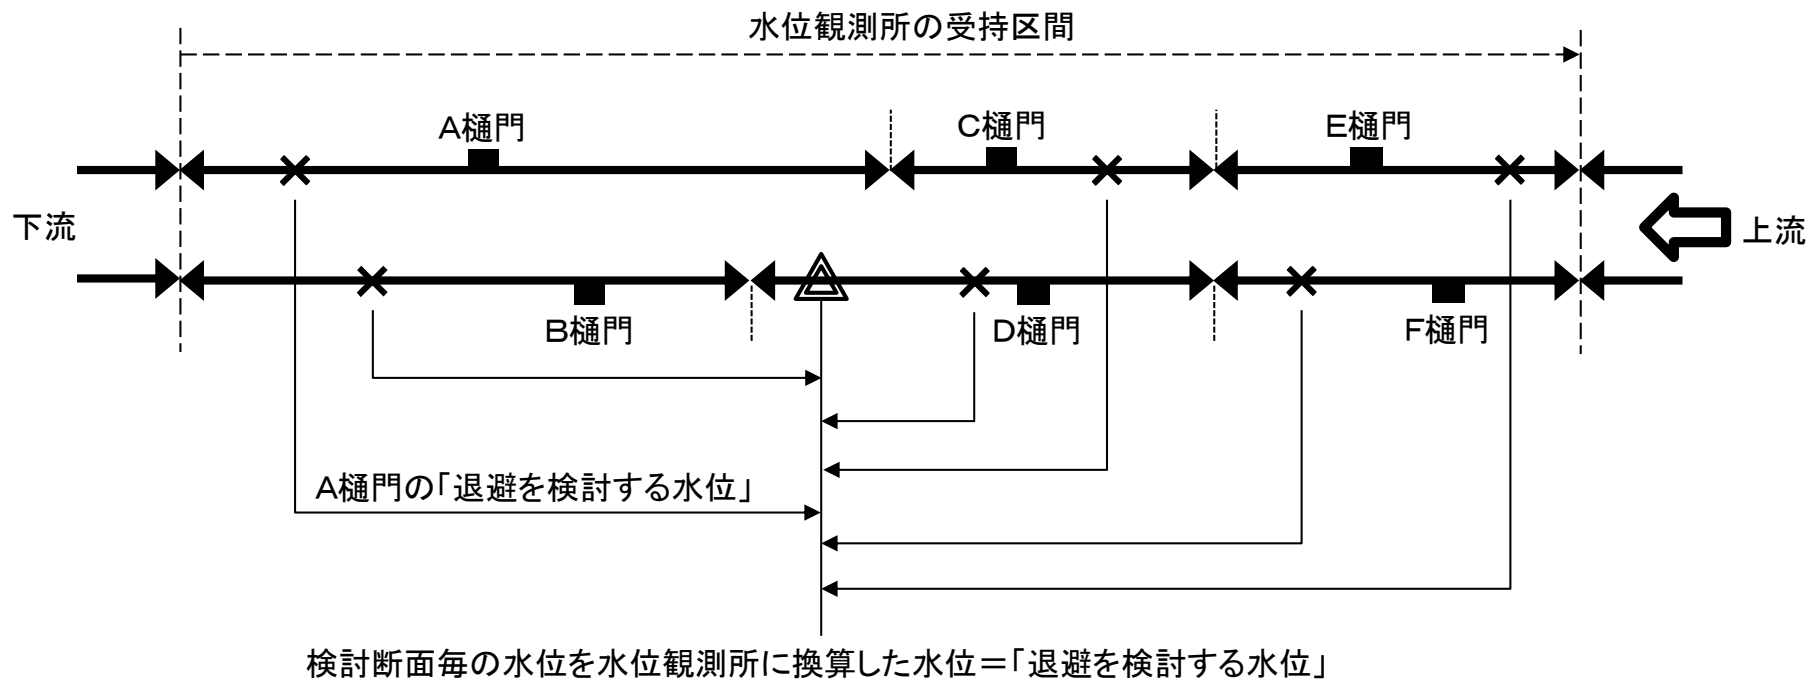 水位観測所の受持区間
A樋門
C樋門
E樋門
下流
上流
B樋門
D樋門
F樋門
A樋門の「退避を検討する水位」
検討断面毎の水位を水位観測所に換算した水位＝「退避を検討する水位」